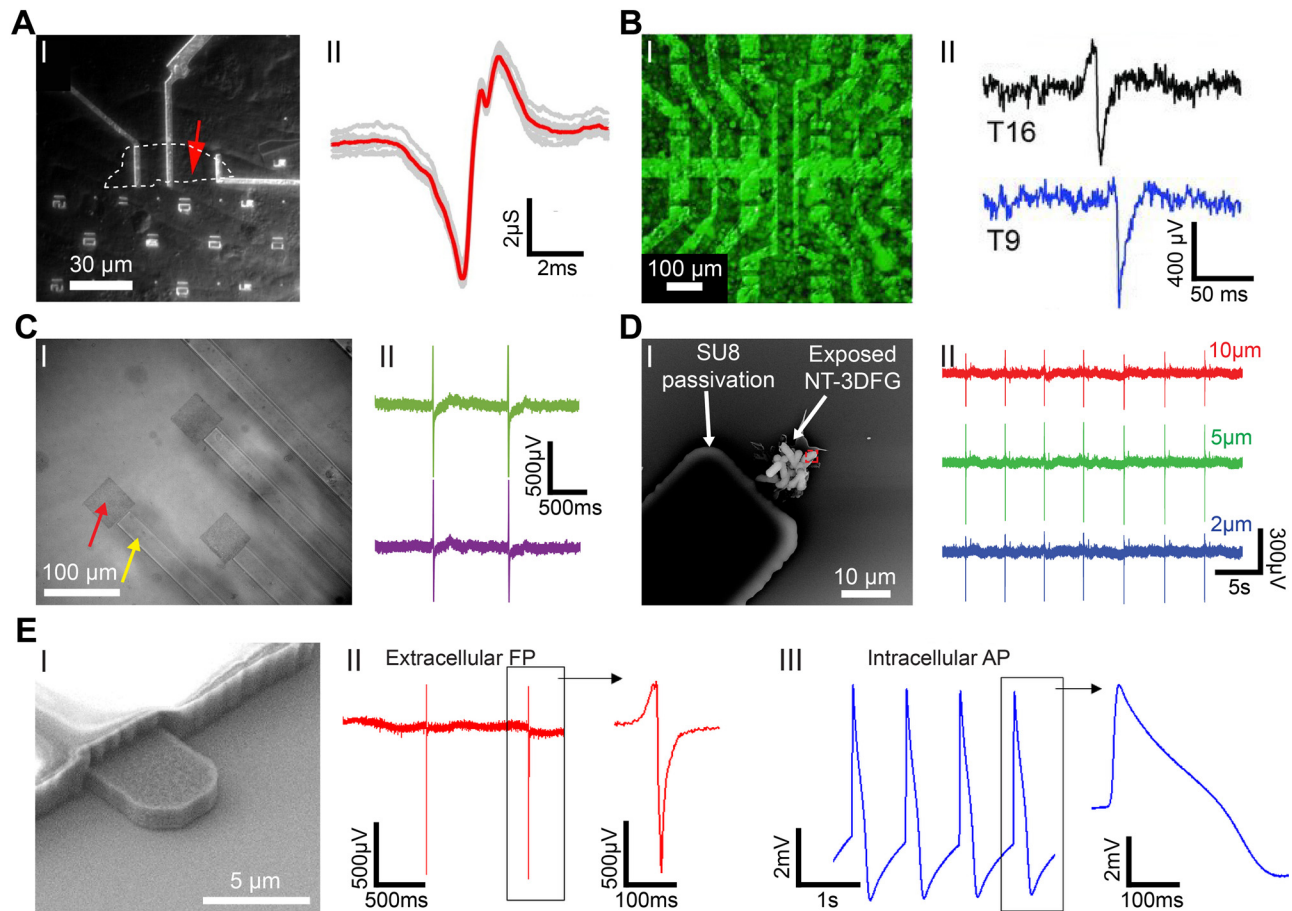 A
I
II
30 µm
2µS
2ms
B
I
II
T16
T9
100 µm
400 µV
50 ms
C
I
II
100 µm
500µV
500ms
D
I
SU8
passivation
Exposed
NT-3DFG
10 µm
II
10µm
5µm
2µm
300µV
5s
E
I
5 µm
II
Extracellular FP
500µV
500ms
500µV
100ms
III
Intracellular AP
2mV
1s
2mV
100ms